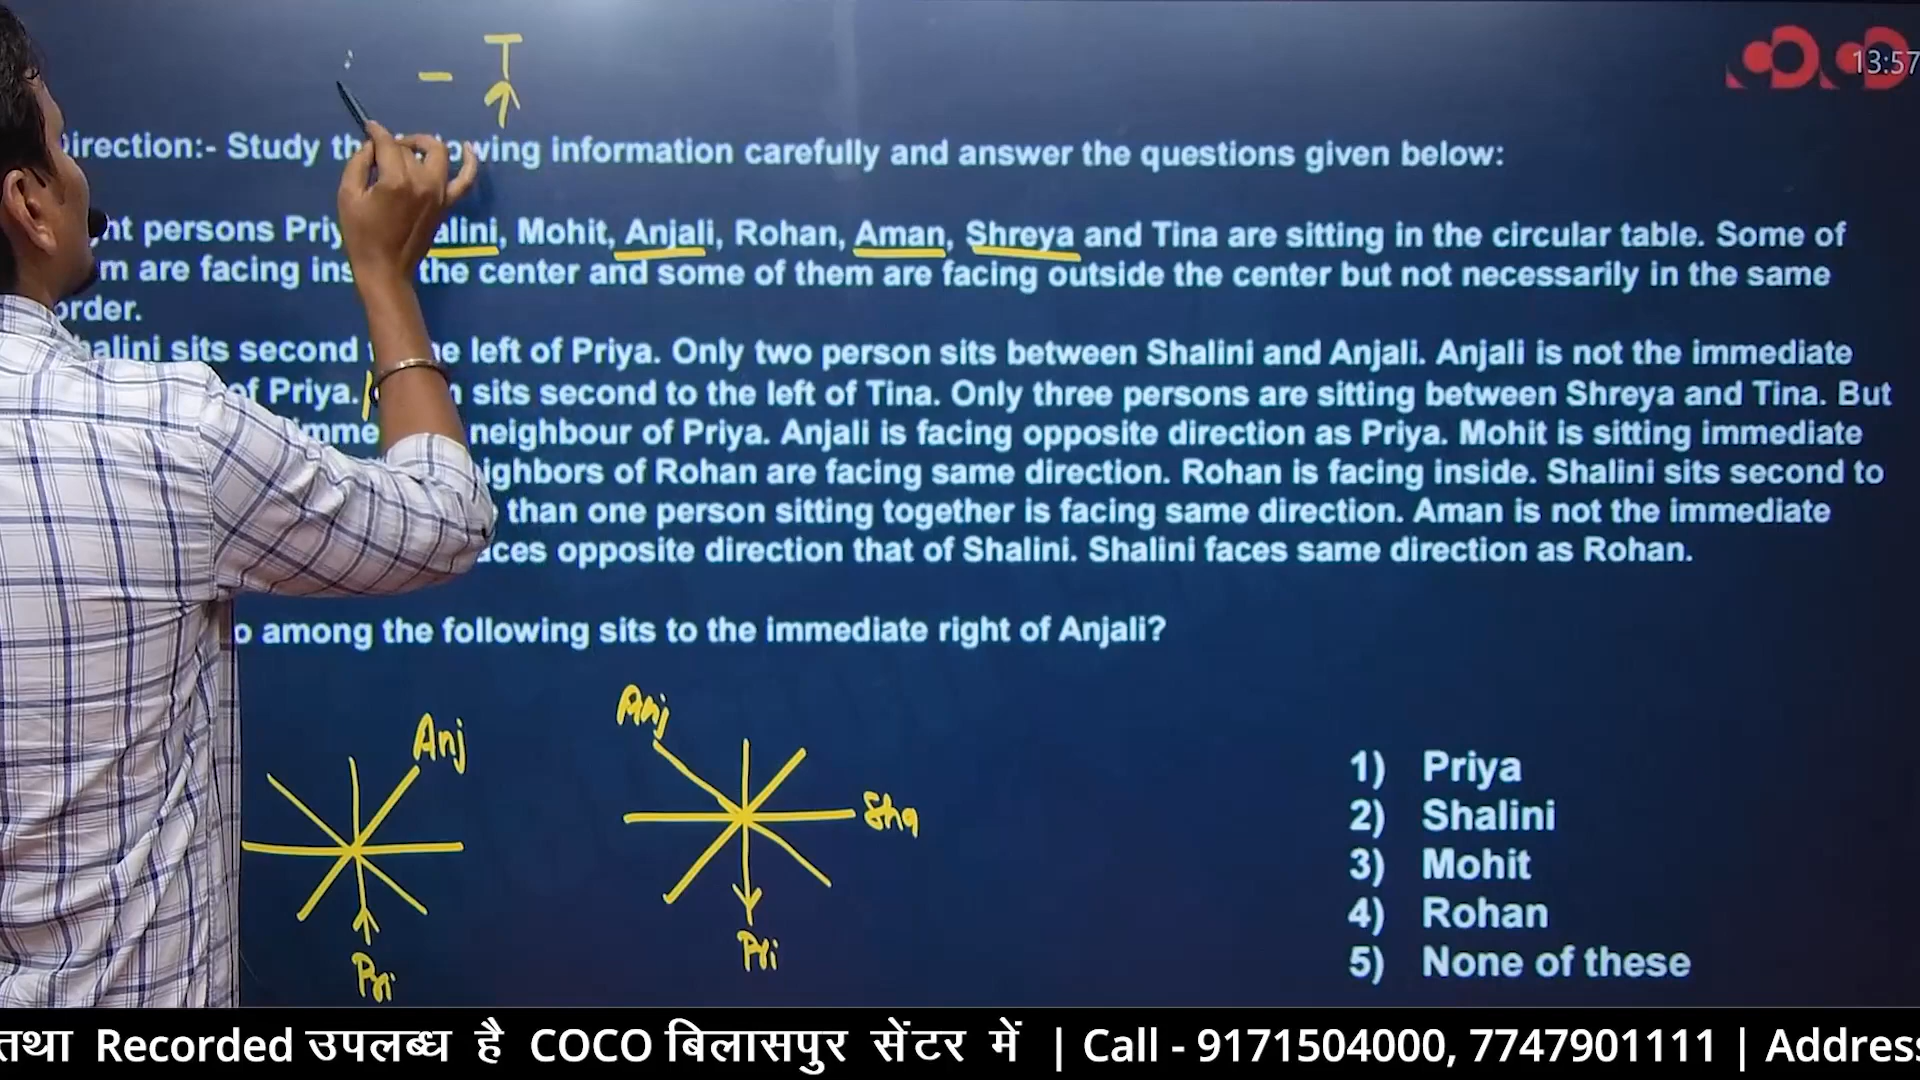 - T
13:57
Direction:- Study the following information carefully and answer the questions given below:
persons Priy alini, Mohit, Anjali, Rohan, Aman, Shreya and Tina are sitting in the circular table. Some of
m are facing ins the center and some of them are facing outside the center but not necessarily in the same
order.
halini sits second e left of Priya. Only two person sits between Shalini and Anjali. Anjali is not the immediate
of Priya. sits second to the left of Tina. Only three persons are sitting between Shreya and Tina. But
imme neighbour of Priya. Anjali is facing opposite direction as Priya. Mohit is sitting immediate
ighbors of Rohan are facing same direction. Rohan is facing inside. Shalini sits second to
than one person sitting together is facing same direction. Aman is not the immediate
aces opposite direction that of Shalini. Shalini faces same direction as Rohan.
o among the following sits to the immediate right of Anjali?
Anj
Pri
Anj
Sha
Pri
1) Priya
2) Shalini
3) Mohit
4) Rohan
5) None of these
तथा Recorded उपलब्ध है COCO बिलासपुर सेंटर में | Call - 9171504000, 7747901111 | Address